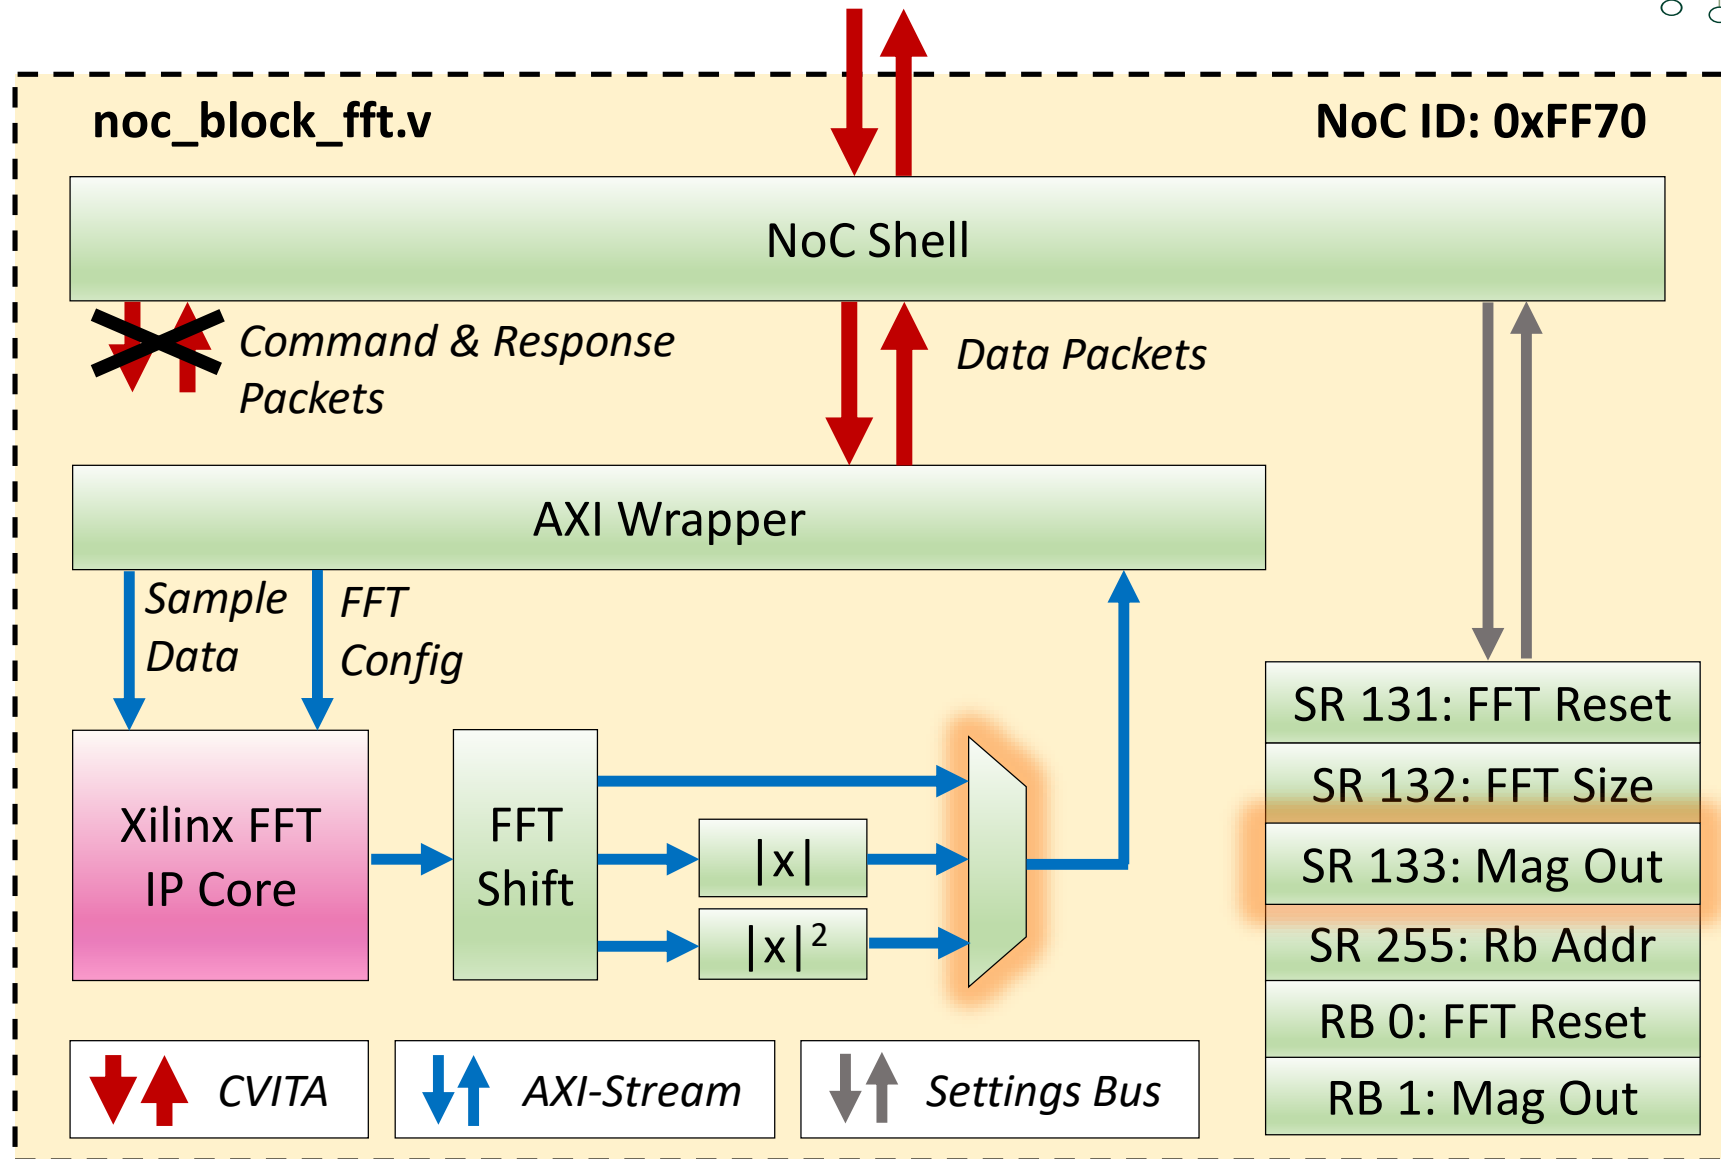 noc_block_fft.v
NoC ID: 0xFF70
NoC Shell
Command & Response
Packets
Data Packets
AXI Wrapper
Sample
Data
FFT
Config
Xilinx FFT
IP Core
FFT
Shift
|x|
|x|²
SR 131: FFT Reset
SR 132: FFT Size
SR 133: Mag Out
SR 255: Rb Addr
RB 0: FFT Reset
RB 1: Mag Out
CVITA
AXI-Stream
Settings Bus